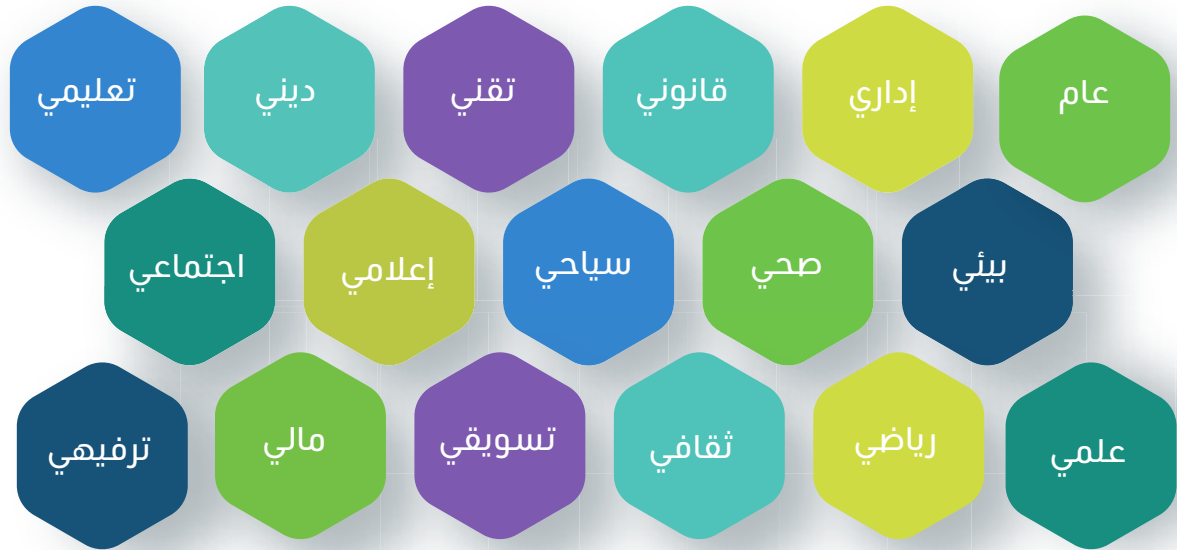 عام
إداري
قانوني
تقني
ديني
تعليمي
بيئي
صحي
سياحي
إعلامي
اجتماعي
علمي
رياضي
ثقافي
تسويقي
مالي
ترفيهي